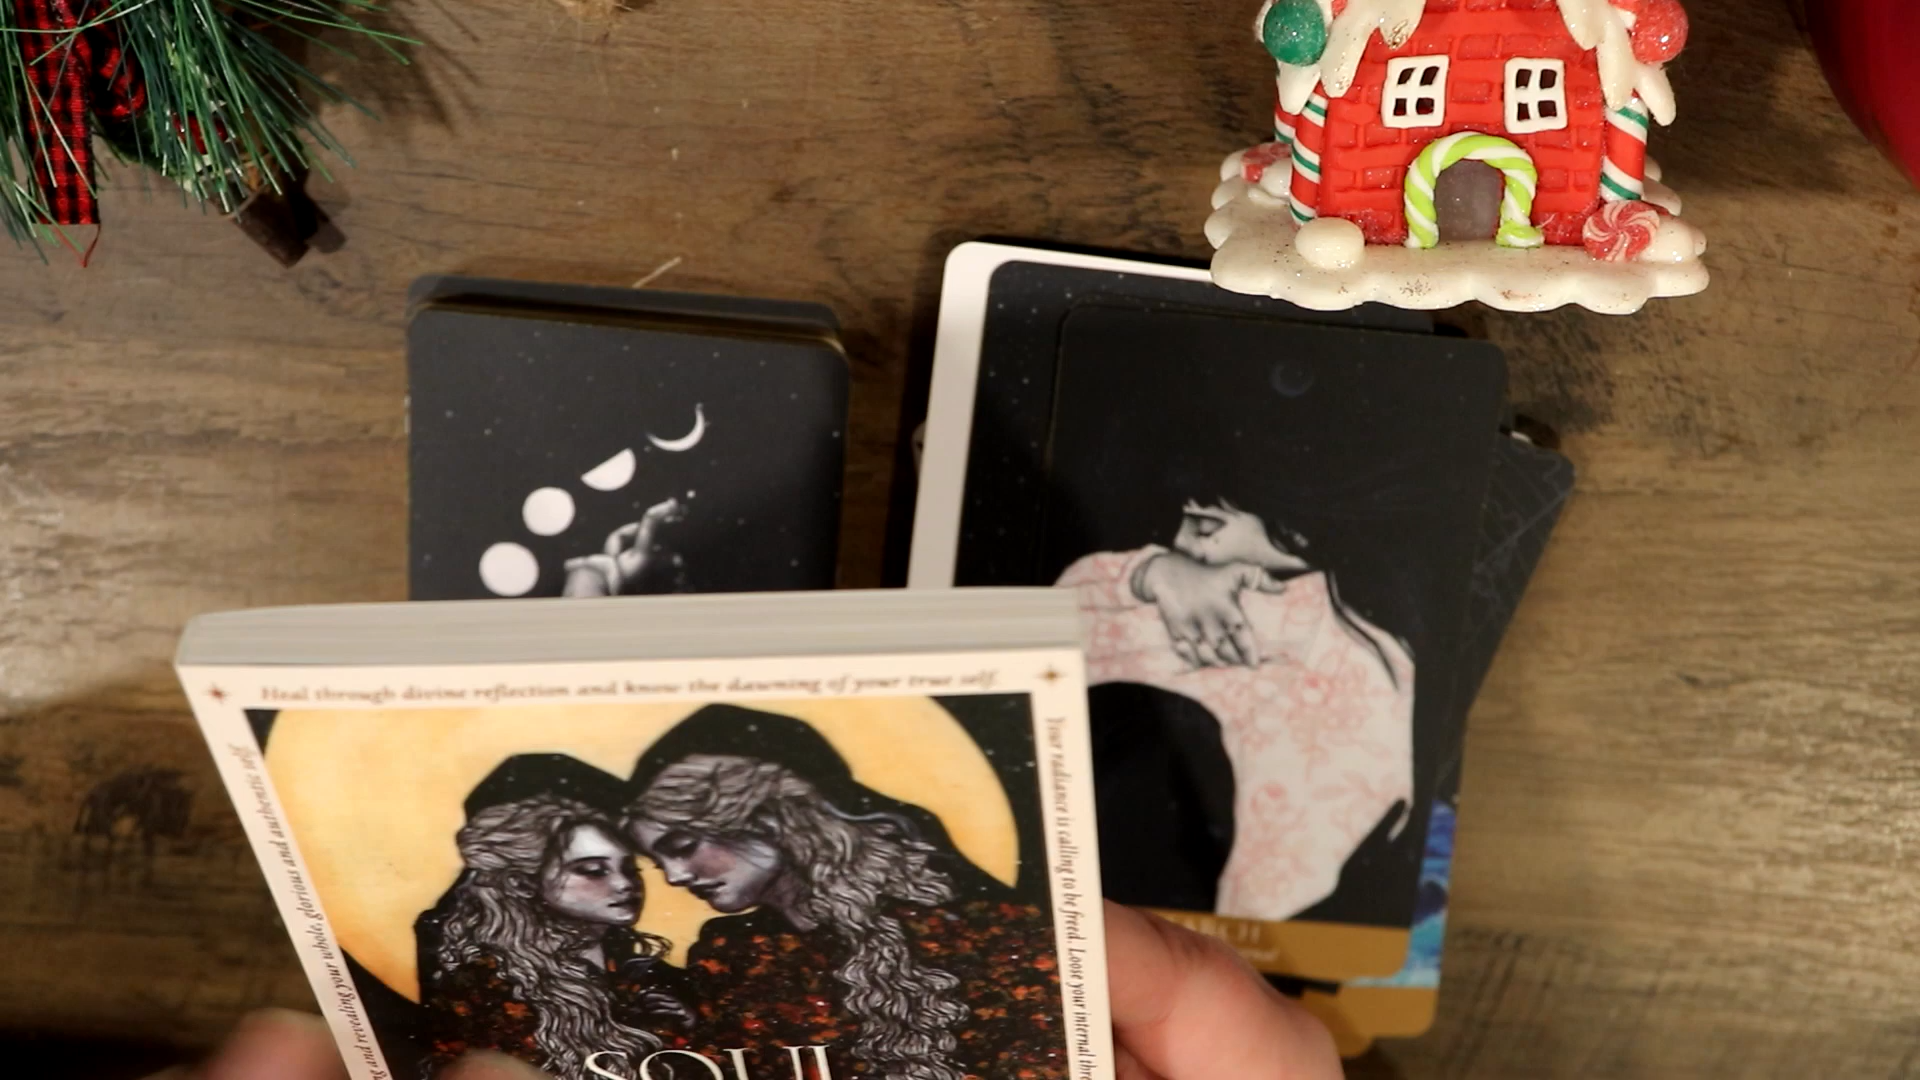 Heal through divine reflection and know the dawning of your true self.
Your radiance is calling to be freed. Loose your internal
and revealing your whole, glorious and authentic self.
SOUL